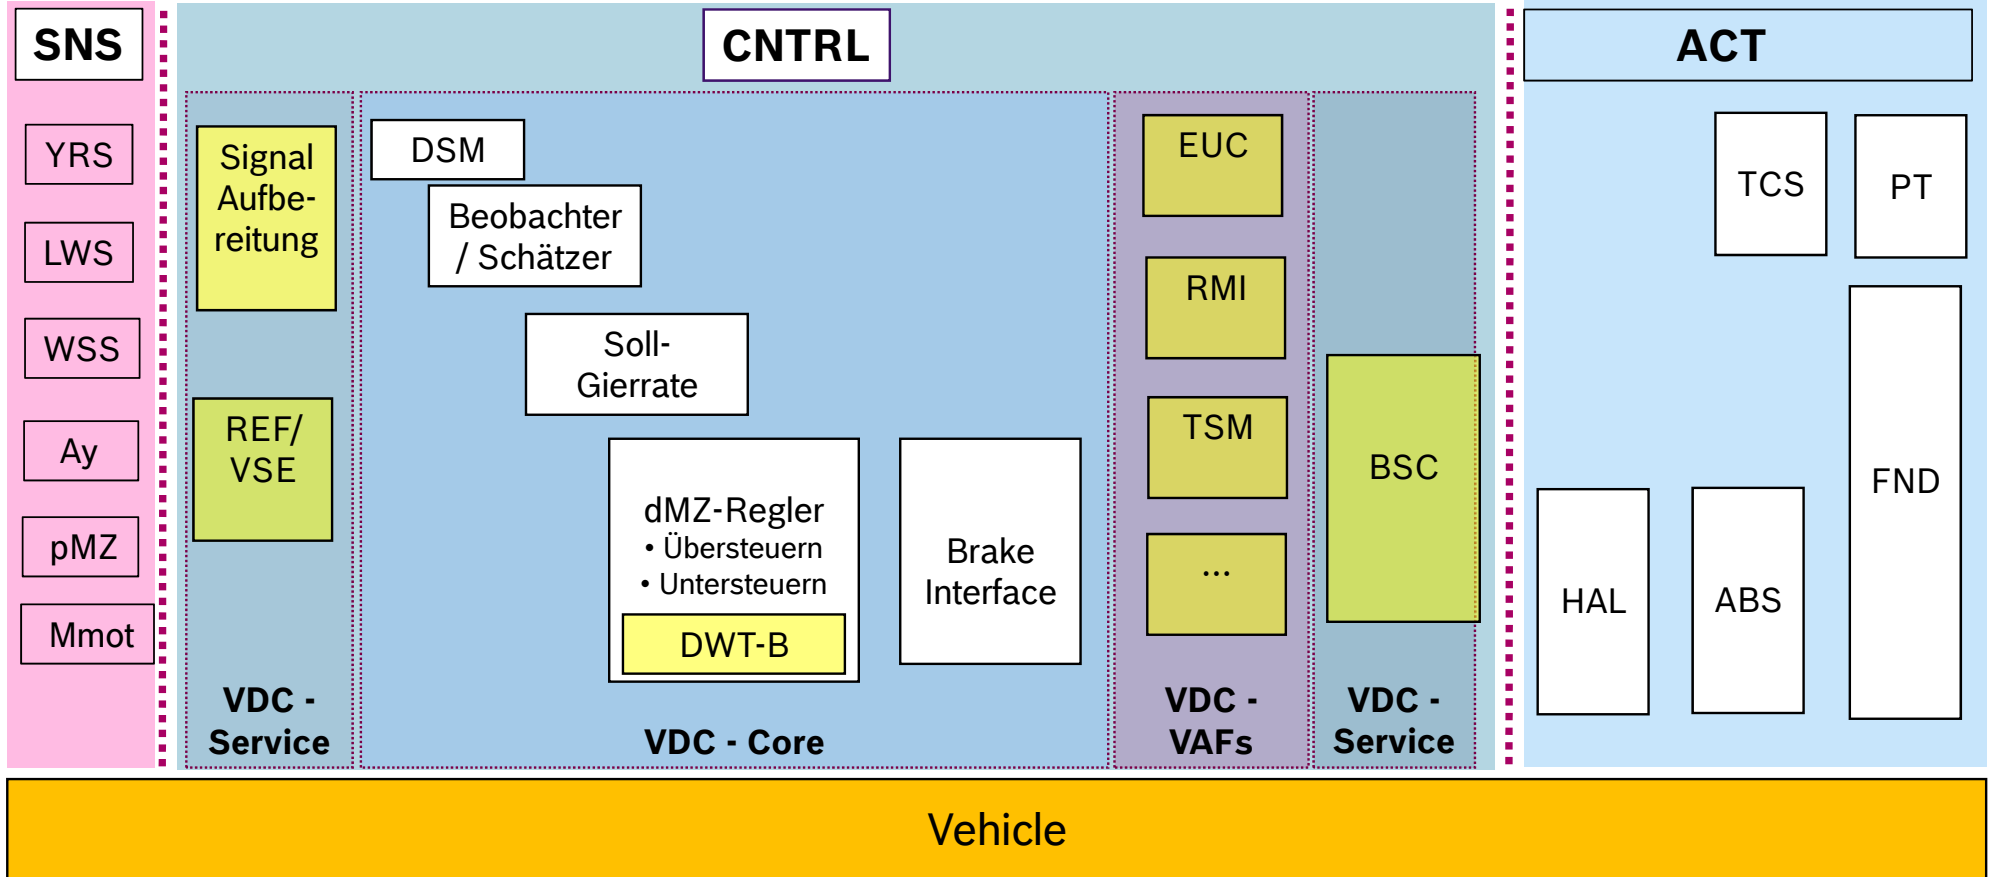 SNS
YRS
LWS
WSS
Ay
pMZ
Mmot
CNTRL
Signal
Aufbe-
reitung
REF/
VSE
VDC -
Service
DSM
Beobachter
/ Schätzer
Soll-
Gierrate
dMZ-Regler
• Übersteuern
• Untersteuern
DWT-B
Brake
Interface
VDC - Core
EUC
RMI
TSM
...
VDC -
VAFs
BSC
VDC -
Service
ACT
TCS
PT
FND
HAL
ABS
Vehicle